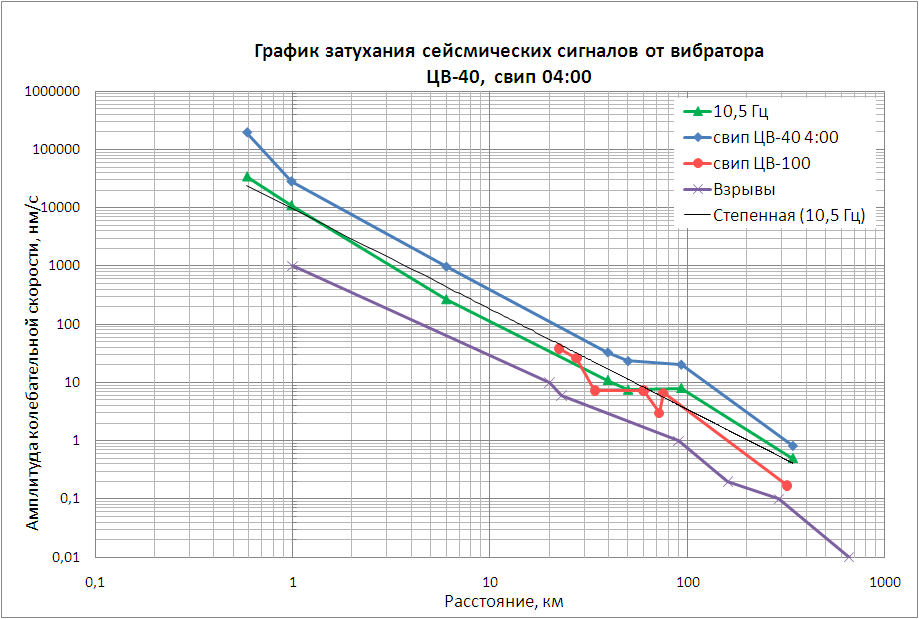 График затухания сейсмических сигналов от вибратора
ЦВ-40, свип 04:00
Амплитуда колебательной скорости, нм/с
1000000
100000
10000
1000
100
10
1
0,1
0,01
10,5 Гц
свип ЦВ-40 4:00
свип ЦВ-100
Взрывы
Степенная (10,5 Гц)
0,1
1
10
100
1000
Расстояние, км